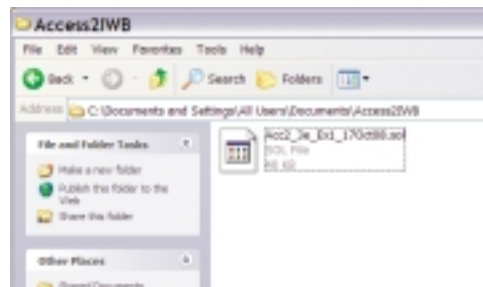 Access2IWB
File Edit View Favorites Tools Help
Back Search Folders
Address C:\Documents and Settings\All Users\Documents\Access2IWB
File and Folder Tasks
Make a new folder
Publish this folder to the
Web
Share this folder
SQL File
Other Places
Shared Documents